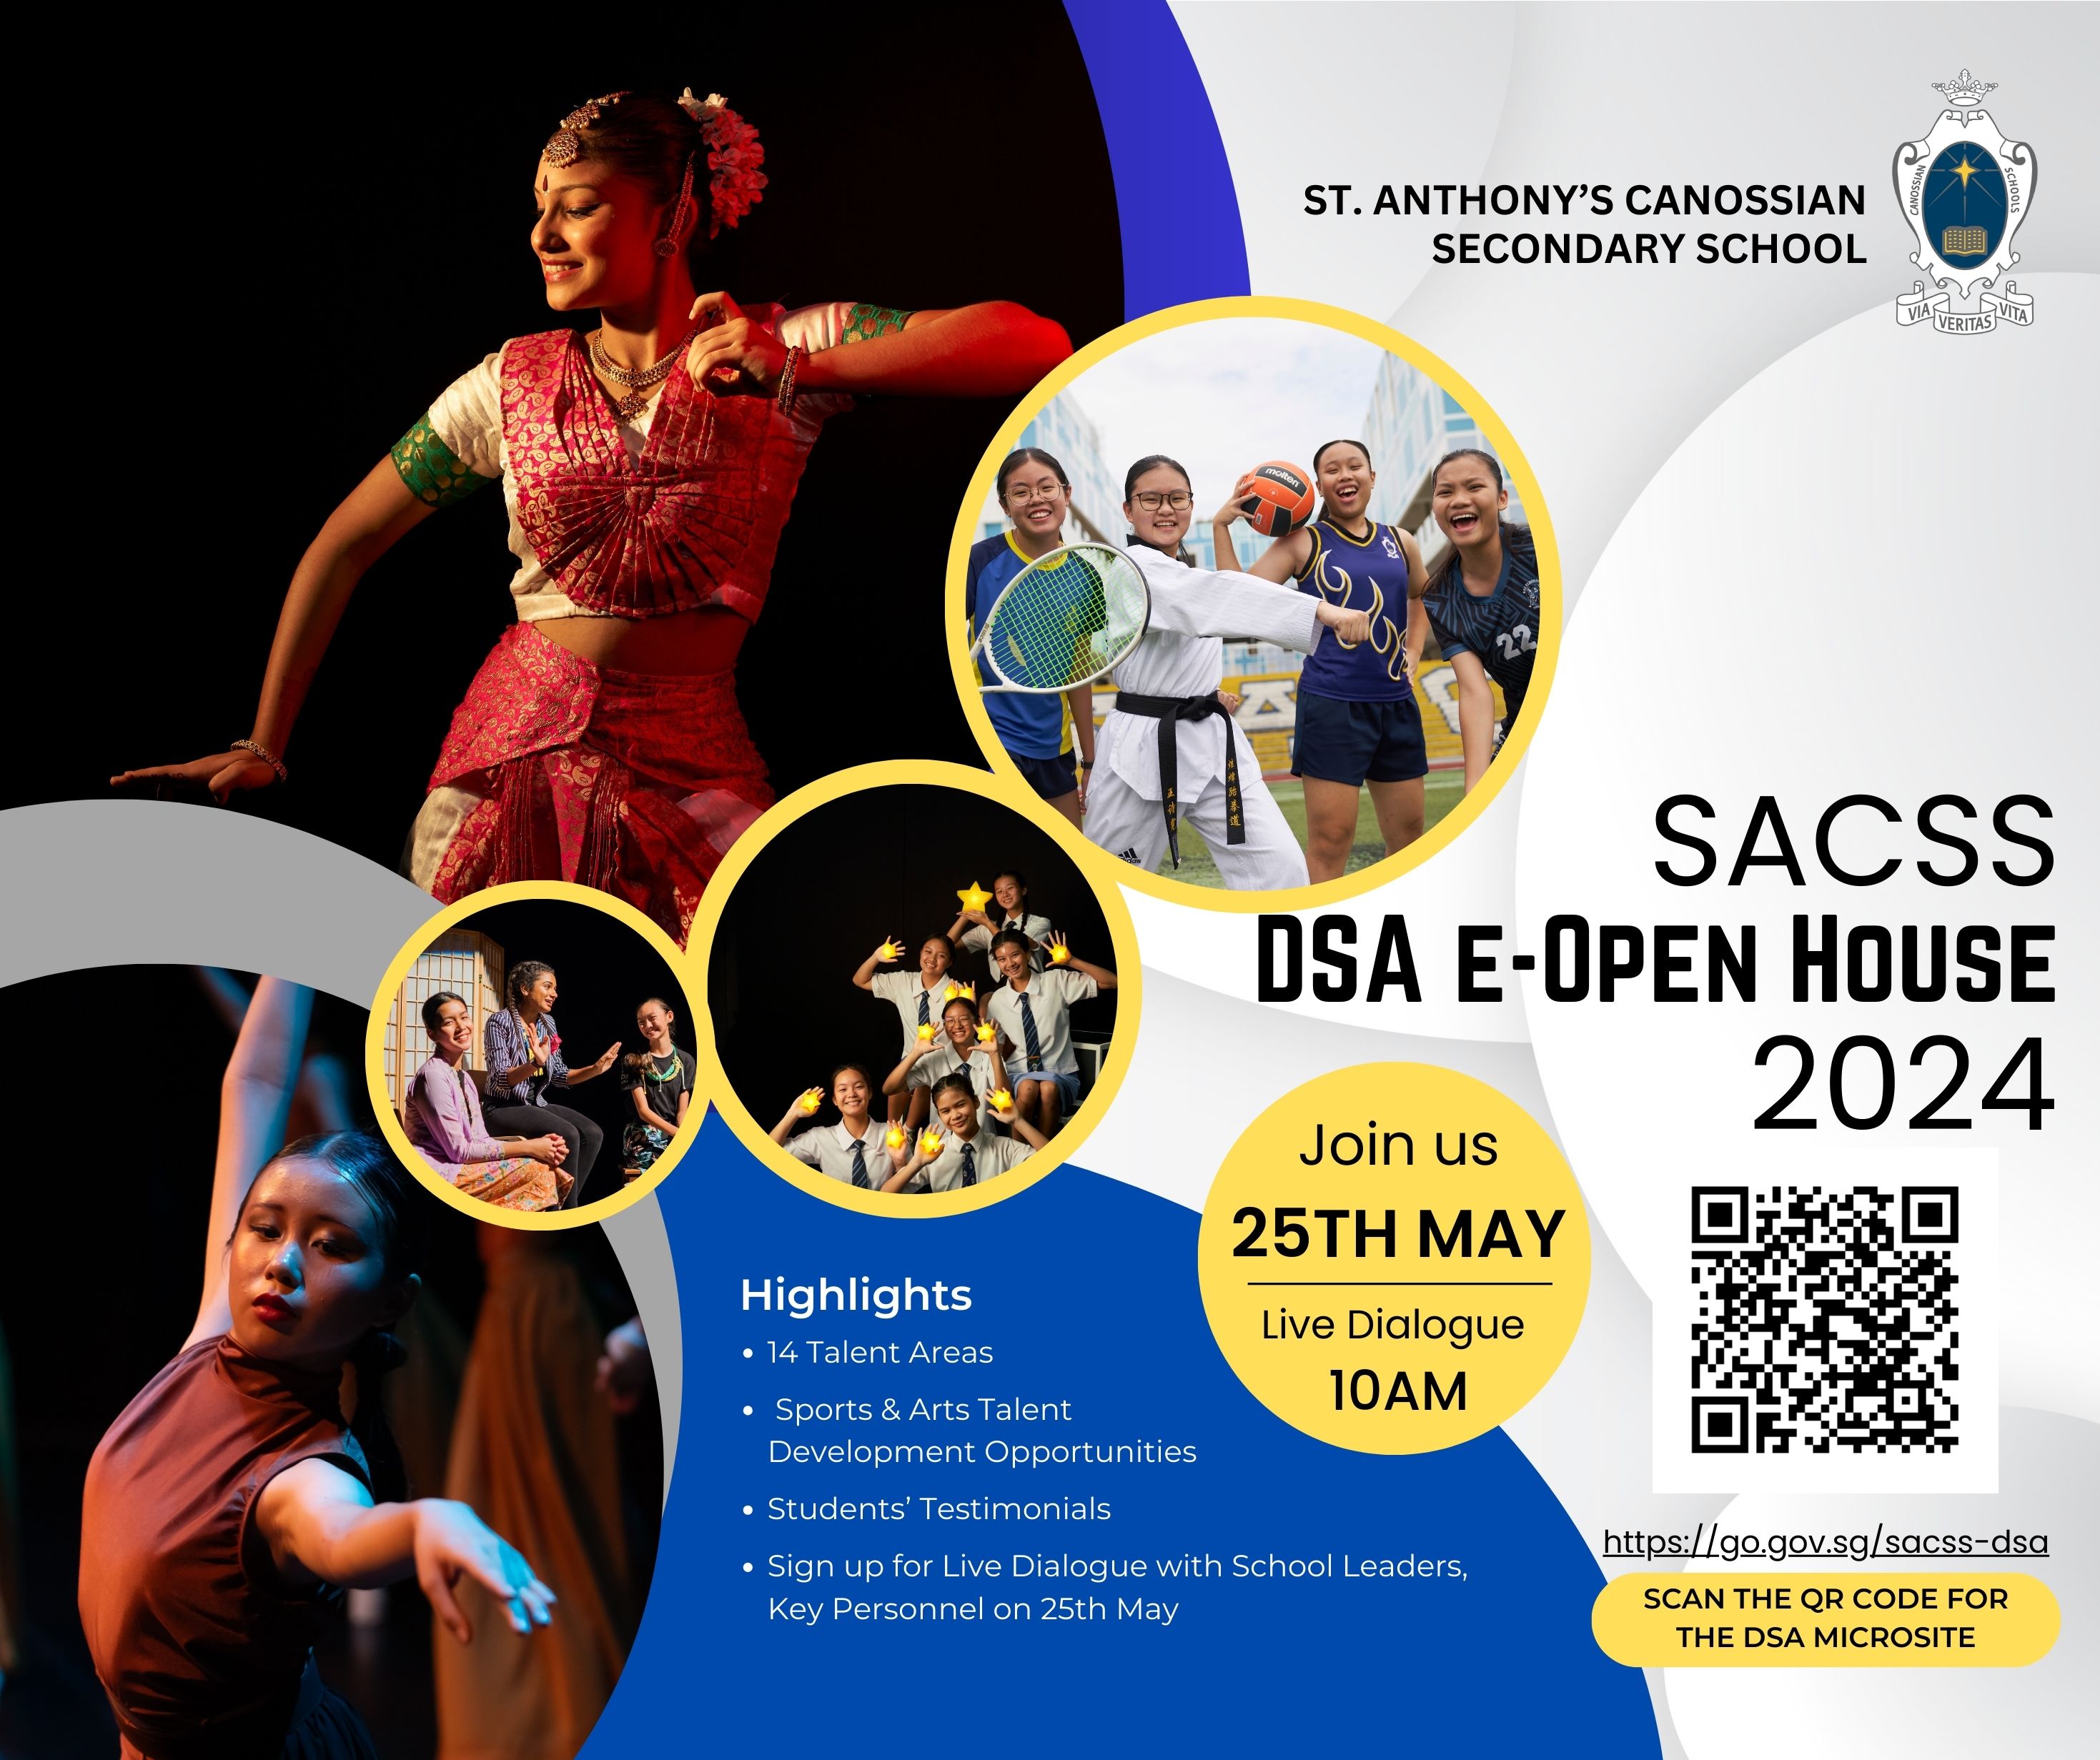 ST. ANTHONY’S CANOSSIAN
SECONDARY SCHOOL
CANOSSIAN SCHOOLS
VIA VERITAS VITA
molten
22
adidas
SACSS
DSA e-Open House
2024
Join us
25TH MAY
Live Dialogue
10AM
Highlights
• 14 Talent Areas
• Sports & Arts Talent
Development Opportunities
• Students’ Testimonials
• Sign up for Live Dialogue with School Leaders,
Key Personnel on 25th May
https://go.gov.sg/sacss-dsa
SCAN THE QR CODE FOR
THE DSA MICROSITE